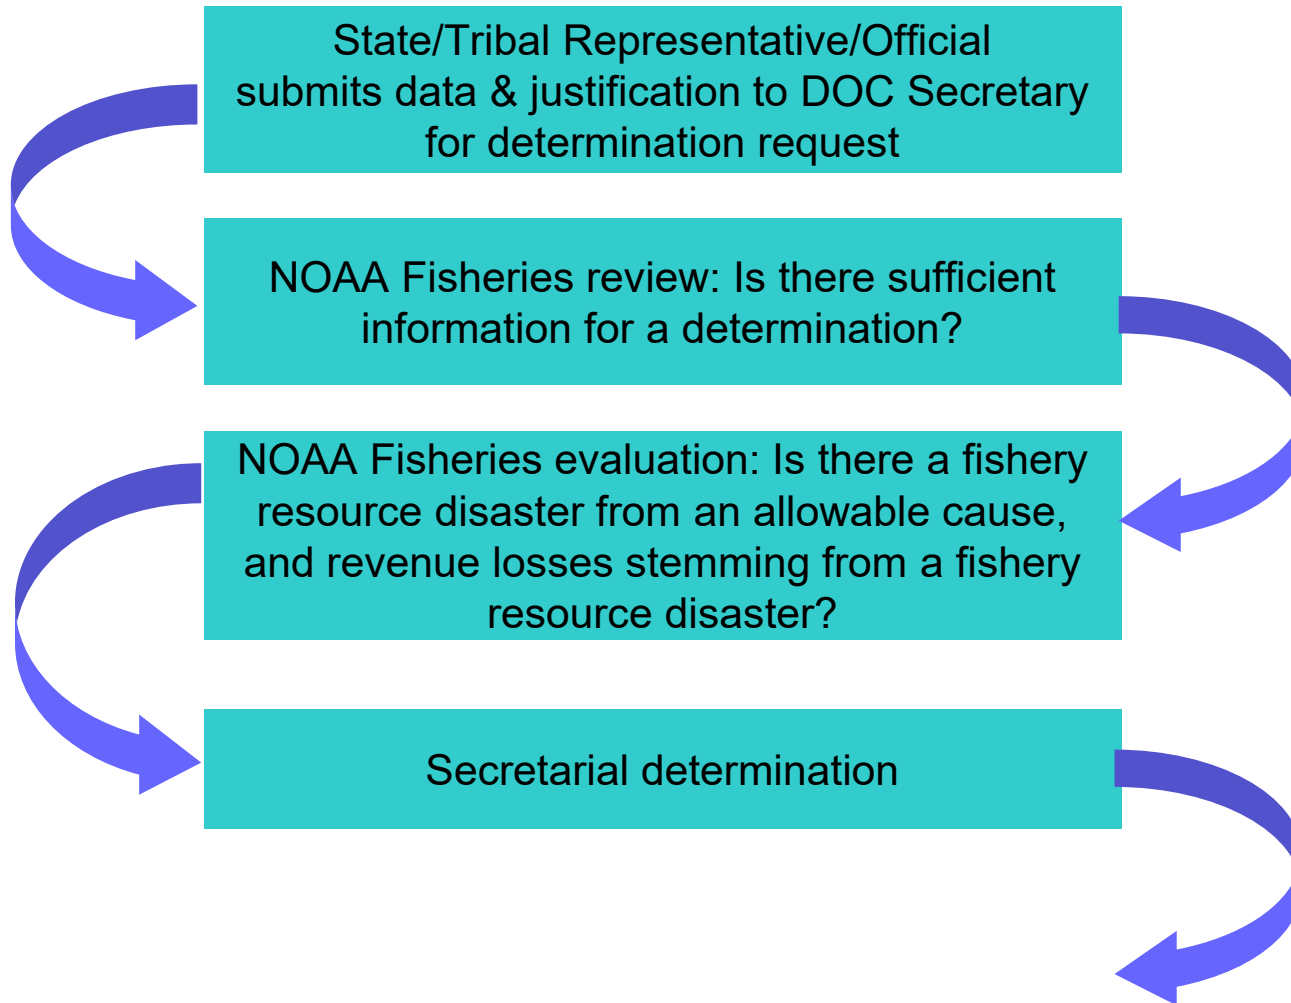 State/Tribal Representative/Official
submits data & justification to DOC Secretary
for determination request
NOAA Fisheries review: Is there sufficient
information for a determination?
NOAA Fisheries evaluation: Is there a fishery
resource disaster from an allowable cause,
and revenue losses stemming from a fishery
resource disaster?
Secretarial determination